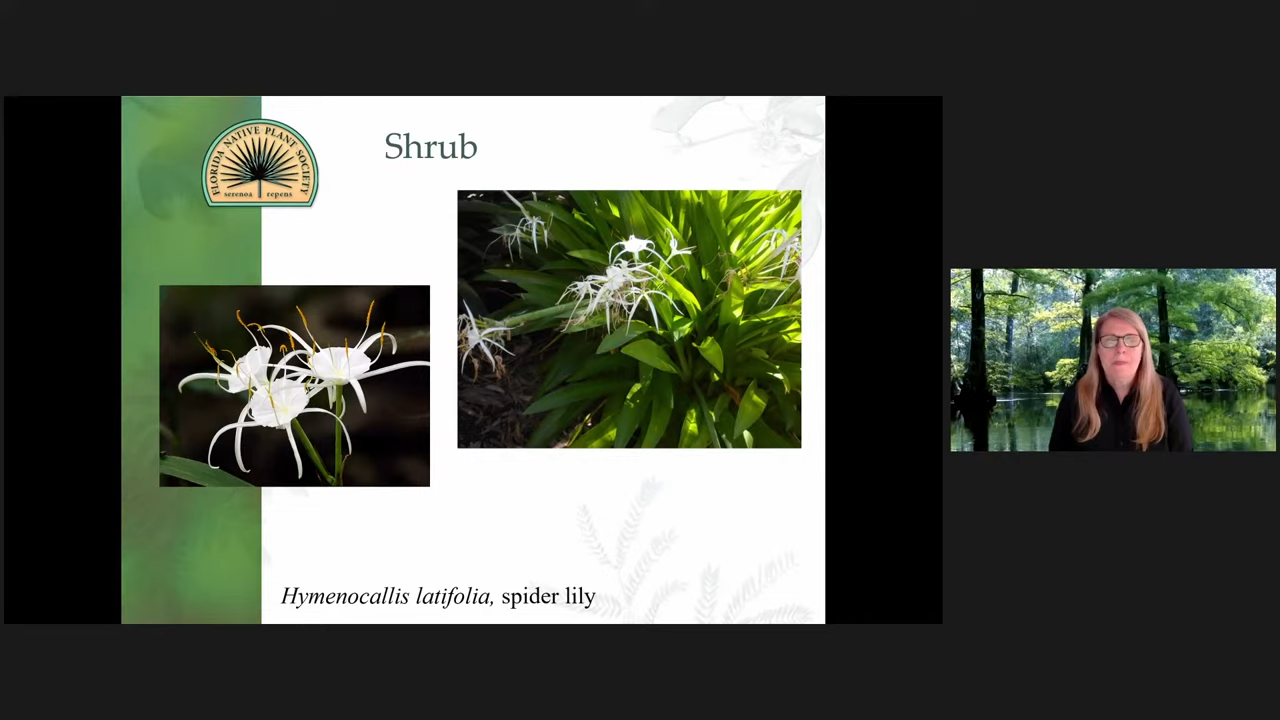 FLORIDA NATIVE PLANT SOCIETY
serenoa repens
Shrub
Hymenocallis latifolia, spider lily